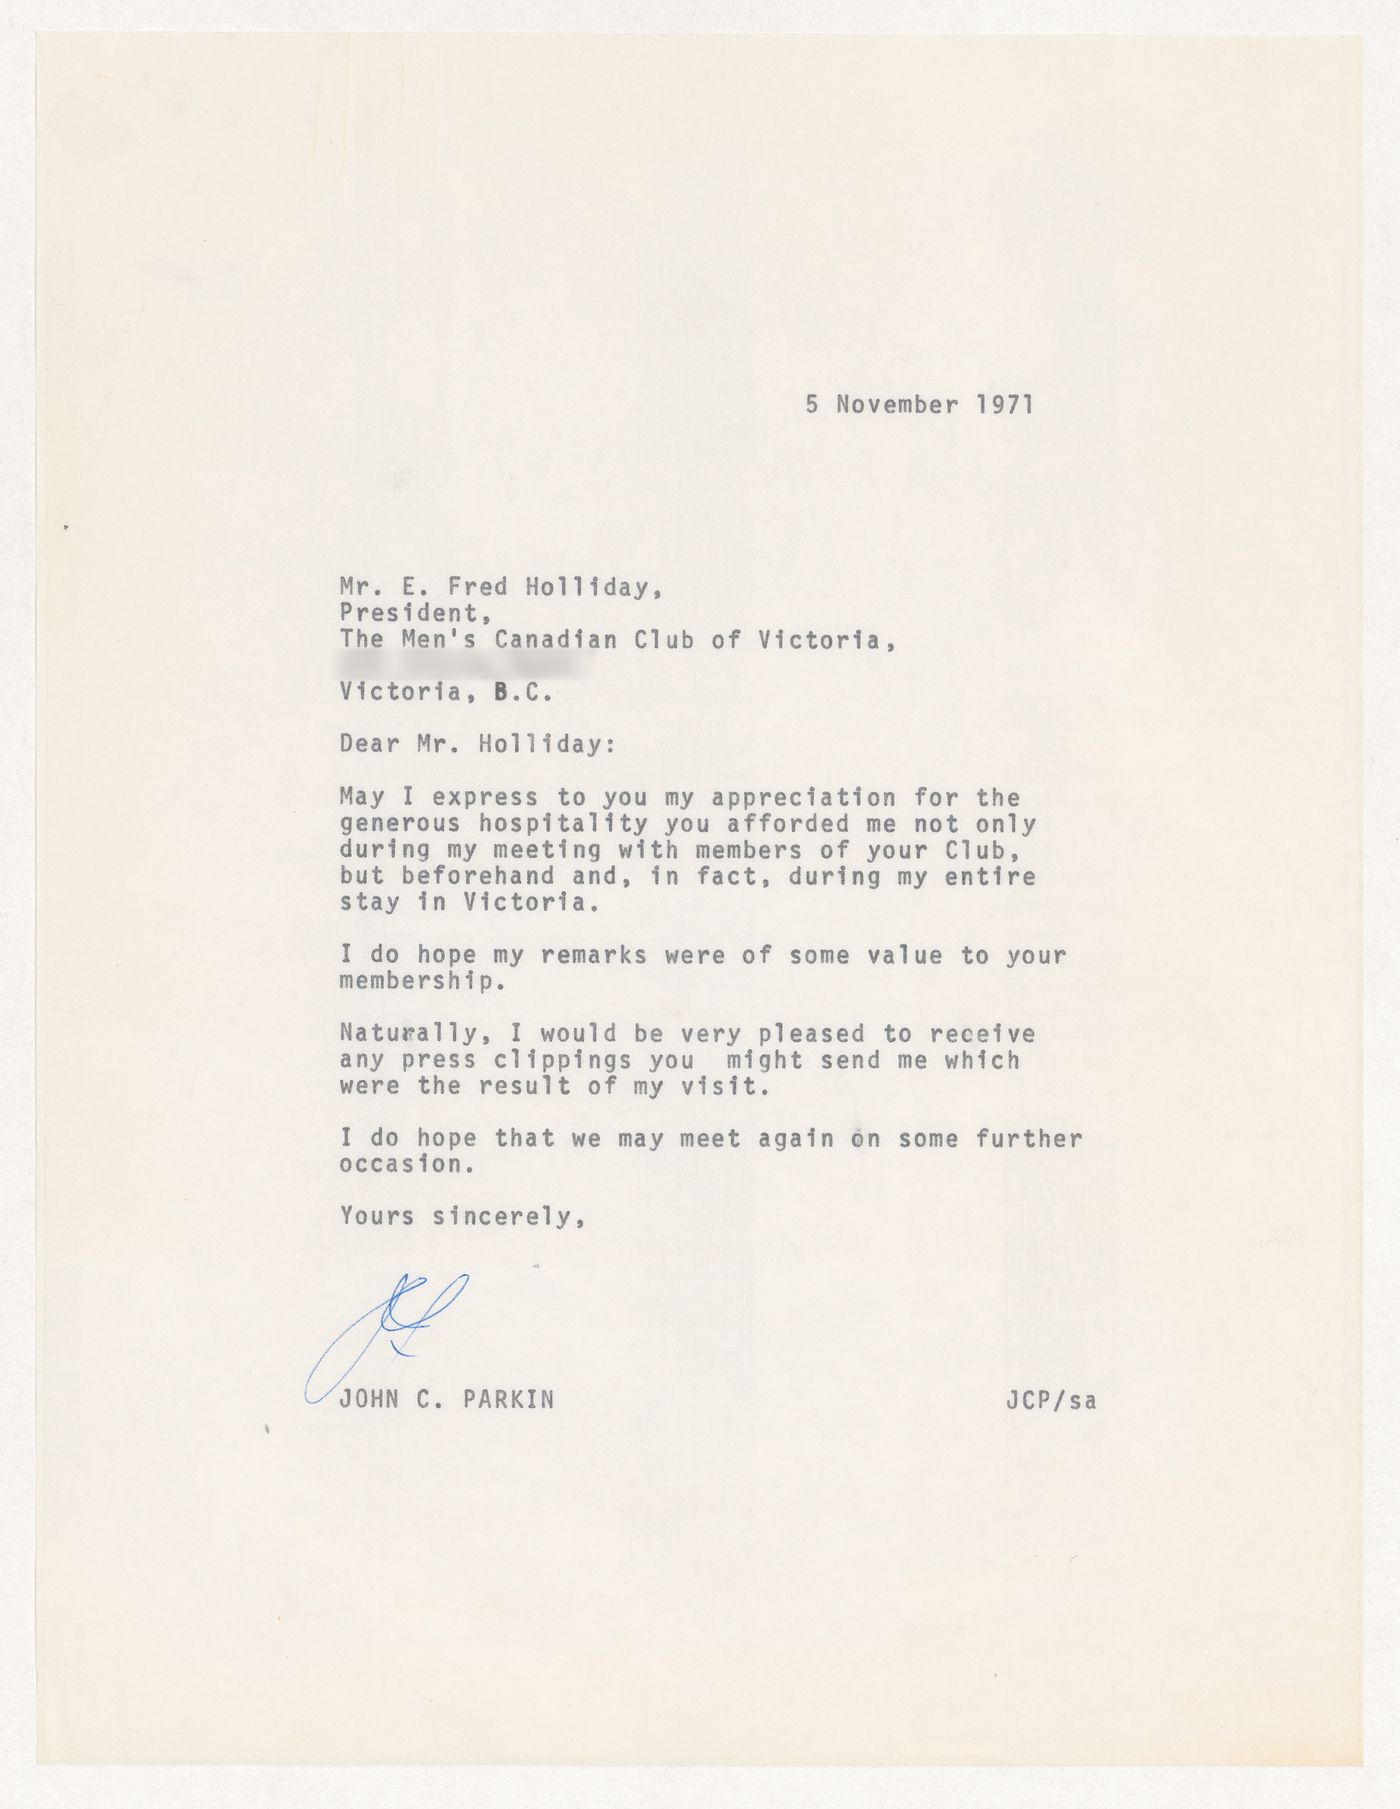 5 November 1971
Mr. E. Fred Holliday,
President,
The Men's Canadian Club of Victoria,
Victoria, B.C.
Dear Mr. Holliday:
May I express to you my appreciation for the
generous hospitality you afforded me not only
during my meeting with members of your Club,
but beforehand and, in fact, during my entire
stay in Victoria.
I do hope my remarks were of some value to your
membership.
Naturally, I would be very pleased to receive
any press clippings you  might send me which
were the result of my visit.
I do hope that we may meet again on some further
occasion.
Yours sincerely,
JOHN C. PARKIN
JCP/sa